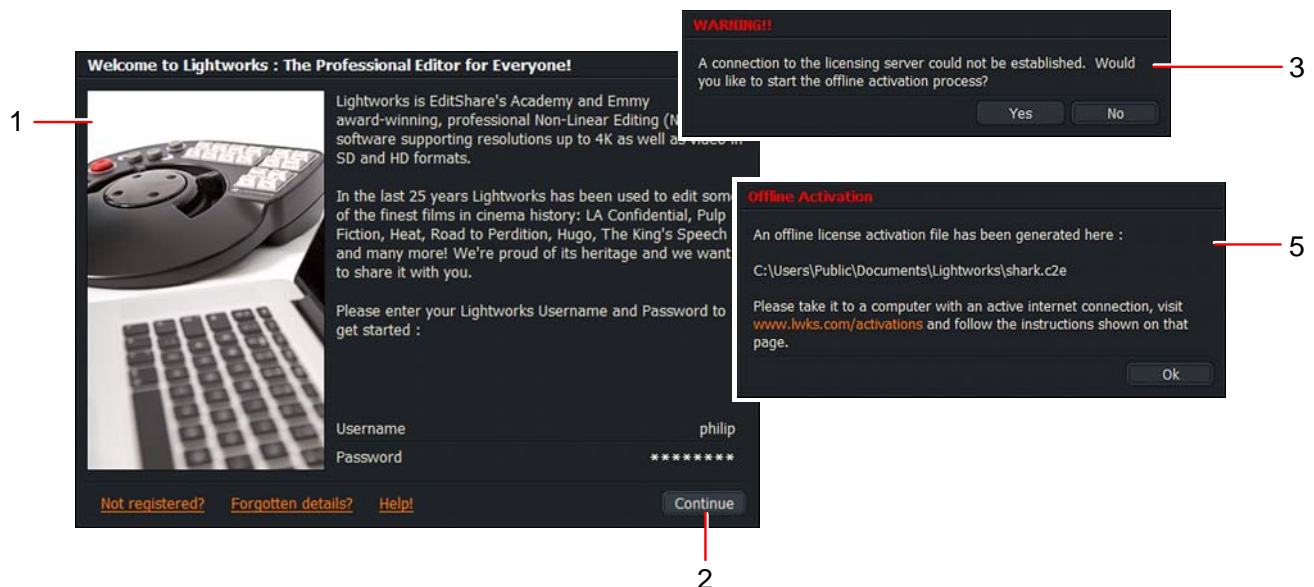 WARNING!!
A connection to the licensing server could not be established.  Would
you like to start the offline activation process?
Yes
No
3
Welcome to Lightworks : The Professional Editor for Everyone!
1
Lightworks is EditShare's Academy and Emmy
award-winning, professional Non-Linear Editing
software supporting resolutions up to 4K as well as video in
SD and HD formats.
In the last 25 years Lightworks has been used to edit some
of the finest films in cinema history: LA Confidential, Pulp
Fiction, Heat, Road to Perdition, Hugo, The King's Speech
and many more! We're proud of its heritage and we want
to share it with you.
Please enter your Lightworks Username and Password to
get started :
Username
philip
Password
********
Not registered?
Forgotten details?
Help!
Continue
2
Offline Activation
An offline license activation file has been generated here :
C:\Users\Public\Documents\Lightworks\shark.c2e
Please take it to a computer with an active internet connection, visit
www.lwks.com/activations and follow the instructions shown on that
page.
Ok
5